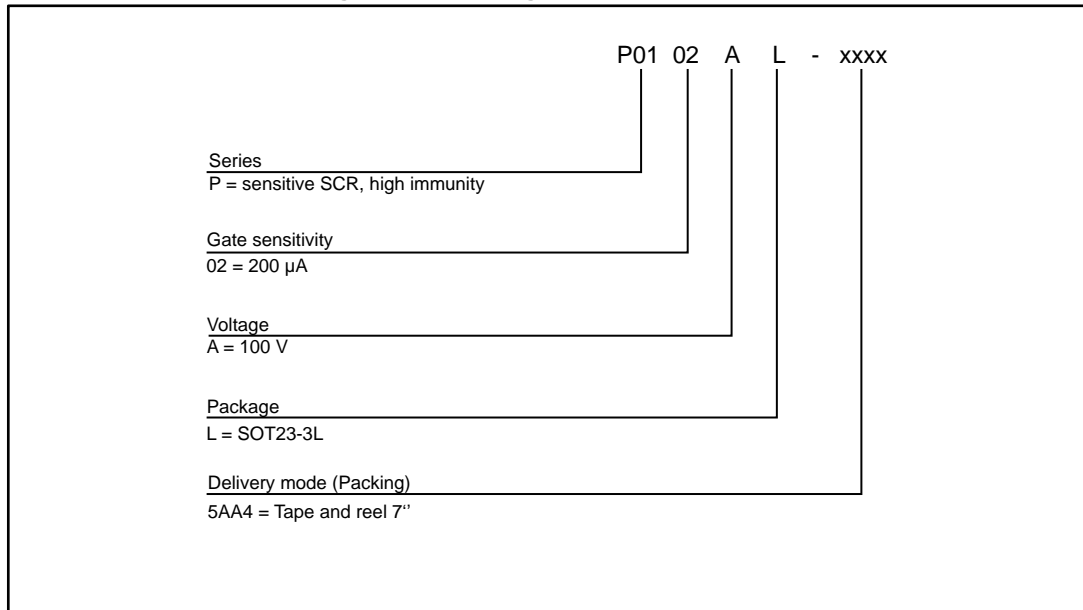 P01 02 A L - xxxx
Series
P = sensitive SCR, high immunity
Gate sensitivity
02 = 200 µA
Voltage
A = 100 V
Package
L = SOT23-3L
Delivery mode (Packing)
5AA4 = Tape and reel 7‘’